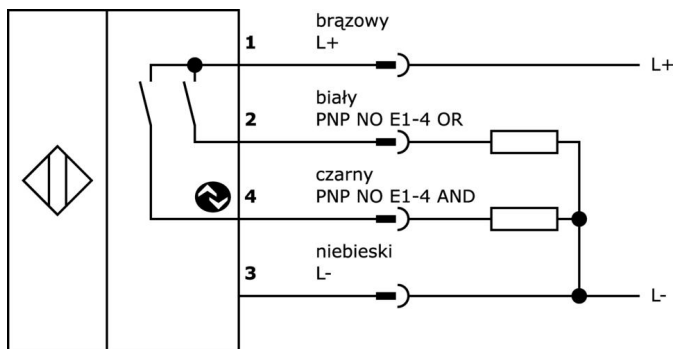 brązowy
1 L+
L+
biały
2 PNP NO E1-4 OR
czarny
4 PNP NO E1-4 AND
niebieski
3 L-
L-